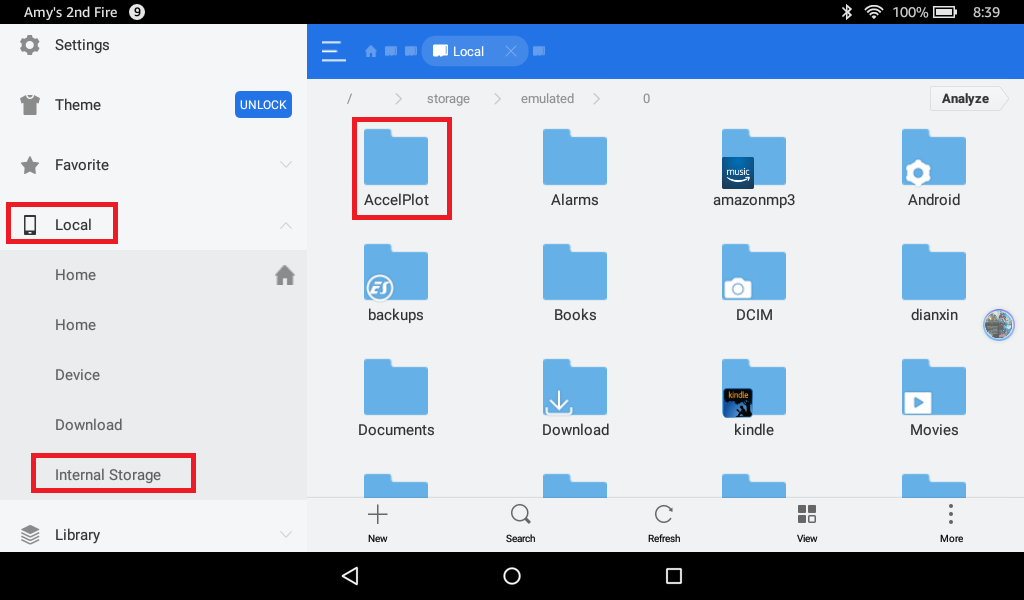 Amy's 2nd Fire 9 100% 8:39
Settings
Theme UNLOCK
Favorite
Local
Home
Home
Device
Download
Internal Storage
Library
Local
/ storage emulated 0 Analyze
AccelPlot Alarms amazonmp3 Android
music
backups Books DCIM dianxin
ES
Documents Download kindle Movies
kindle
New Search Refresh View More